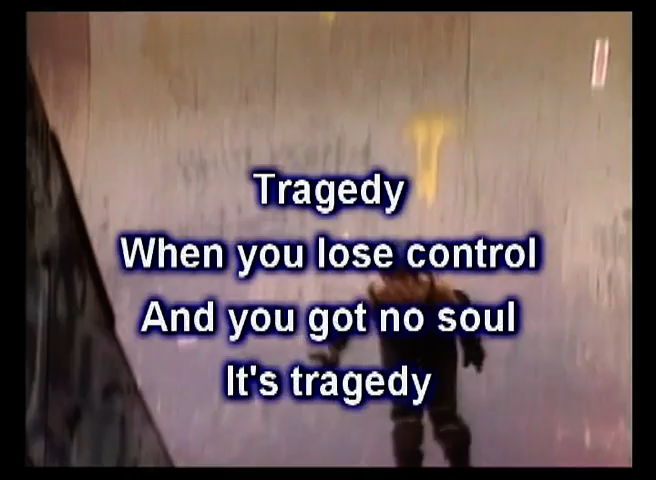 Tragedy
When you lose control
And you got no soul
It's tragedy